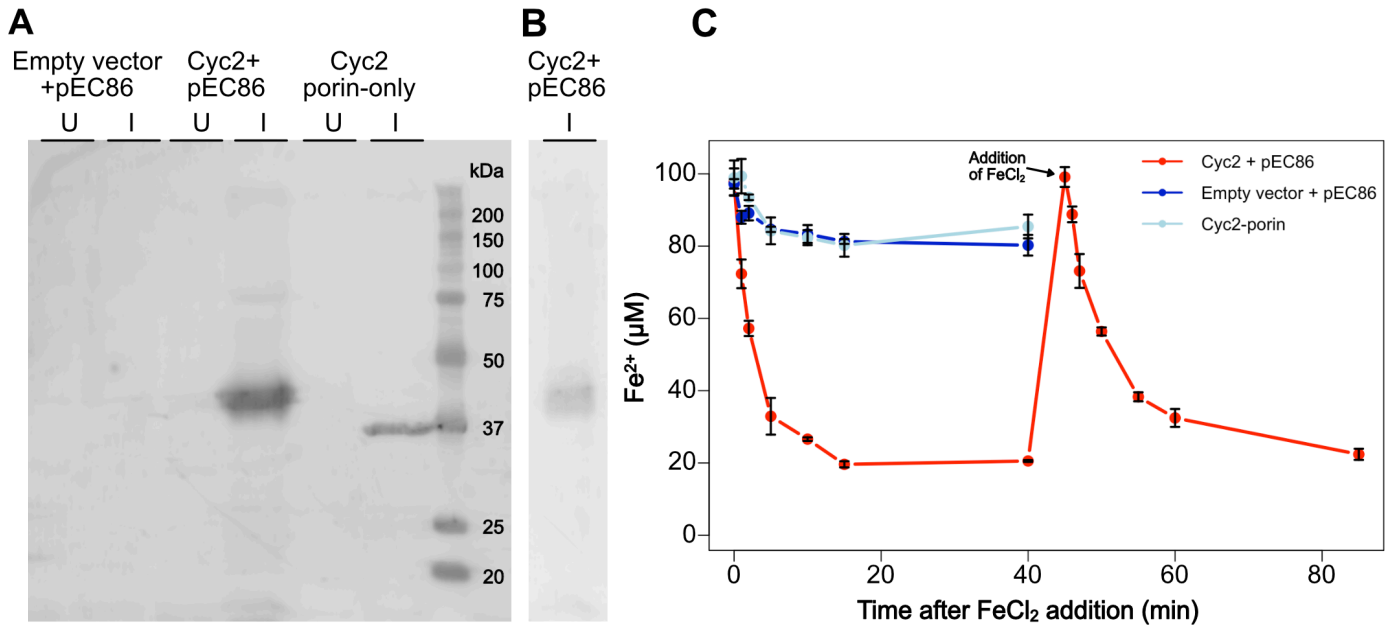 A
Empty vector
+pEC86
U I
Cyc2+
pEC86
U I
Cyc2
porin-only
U I
kDa
200
150
100
75
50
37
25
20
B
Cyc2+
pEC86
I
C
Addition
of FeCl₂
Cyc2 + pEC86
Empty vector + pEC86
Cyc2-porin
Fe²⁺ (µM)
100
80
60
40
20
0
0 20 40 60 80
Time after FeCl₂ addition (min)